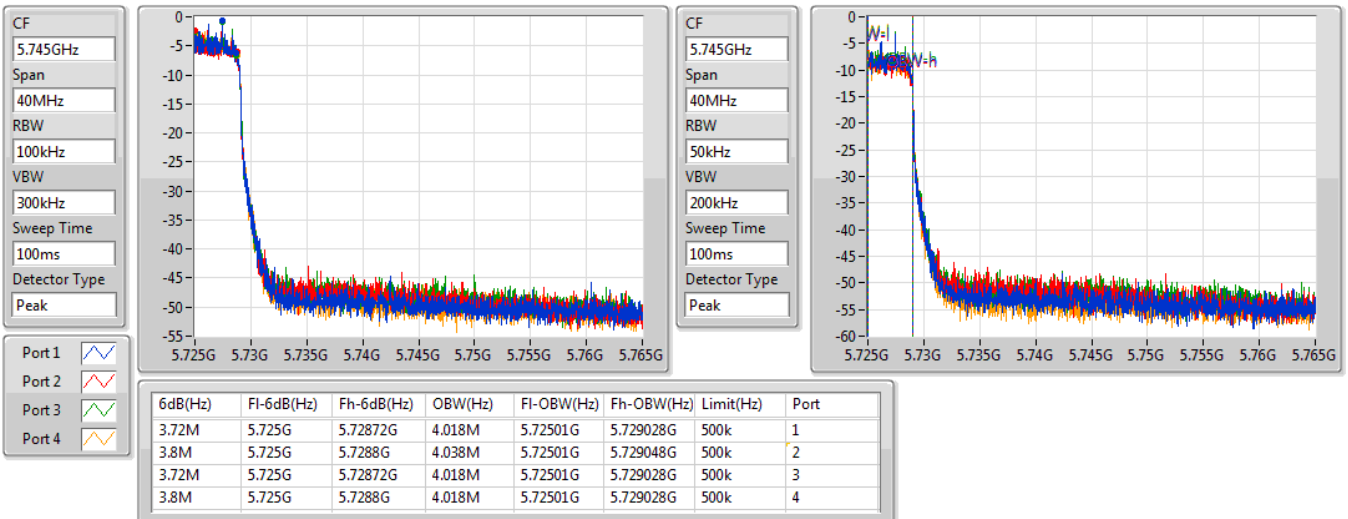 CF
5.745GHz
Span
40MHz
RBW
100kHz
VBW
300kHz
Sweep Time
100ms
Detector Type
Peak
0-
-5-
-10-
-15-
-20-
-25-
-30-
-35-
-40-
-45-
-50-
-55-
5.725G 5.73G 5.735G 5.74G 5.745G 5.75G 5.755G 5.76G 5.765G
CF
5.745GHz
Span
40MHz
RBW
50kHz
VBW
200kHz
Sweep Time
100ms
Detector Type
Peak
0-
-5-
-10-
-15-
-20-
-25-
-30-
-35-
-40-
-45-
-50-
-55-
-60-
5.725G 5.73G 5.735G 5.74G 5.745G 5.75G 5.755G 5.76G 5.765G
Port 1
Port 2
Port 3
Port 4
6dB(Hz) Fl-6dB(Hz) Fh-6dB(Hz) OBW(Hz) Fl-OBW(Hz) Fh-OBW(Hz) Limit(Hz) Port
3.72M 5.725G 5.72872G 4.018M 5.72501G 5.729028G 500k 1
3.8M 5.725G 5.7288G 4.038M 5.72501G 5.729048G 500k 2
3.72M 5.725G 5.72872G 4.018M 5.72501G 5.729028G 500k 3
3.8M 5.725G 5.7288G 4.018M 5.72501G 5.729028G 500k 4